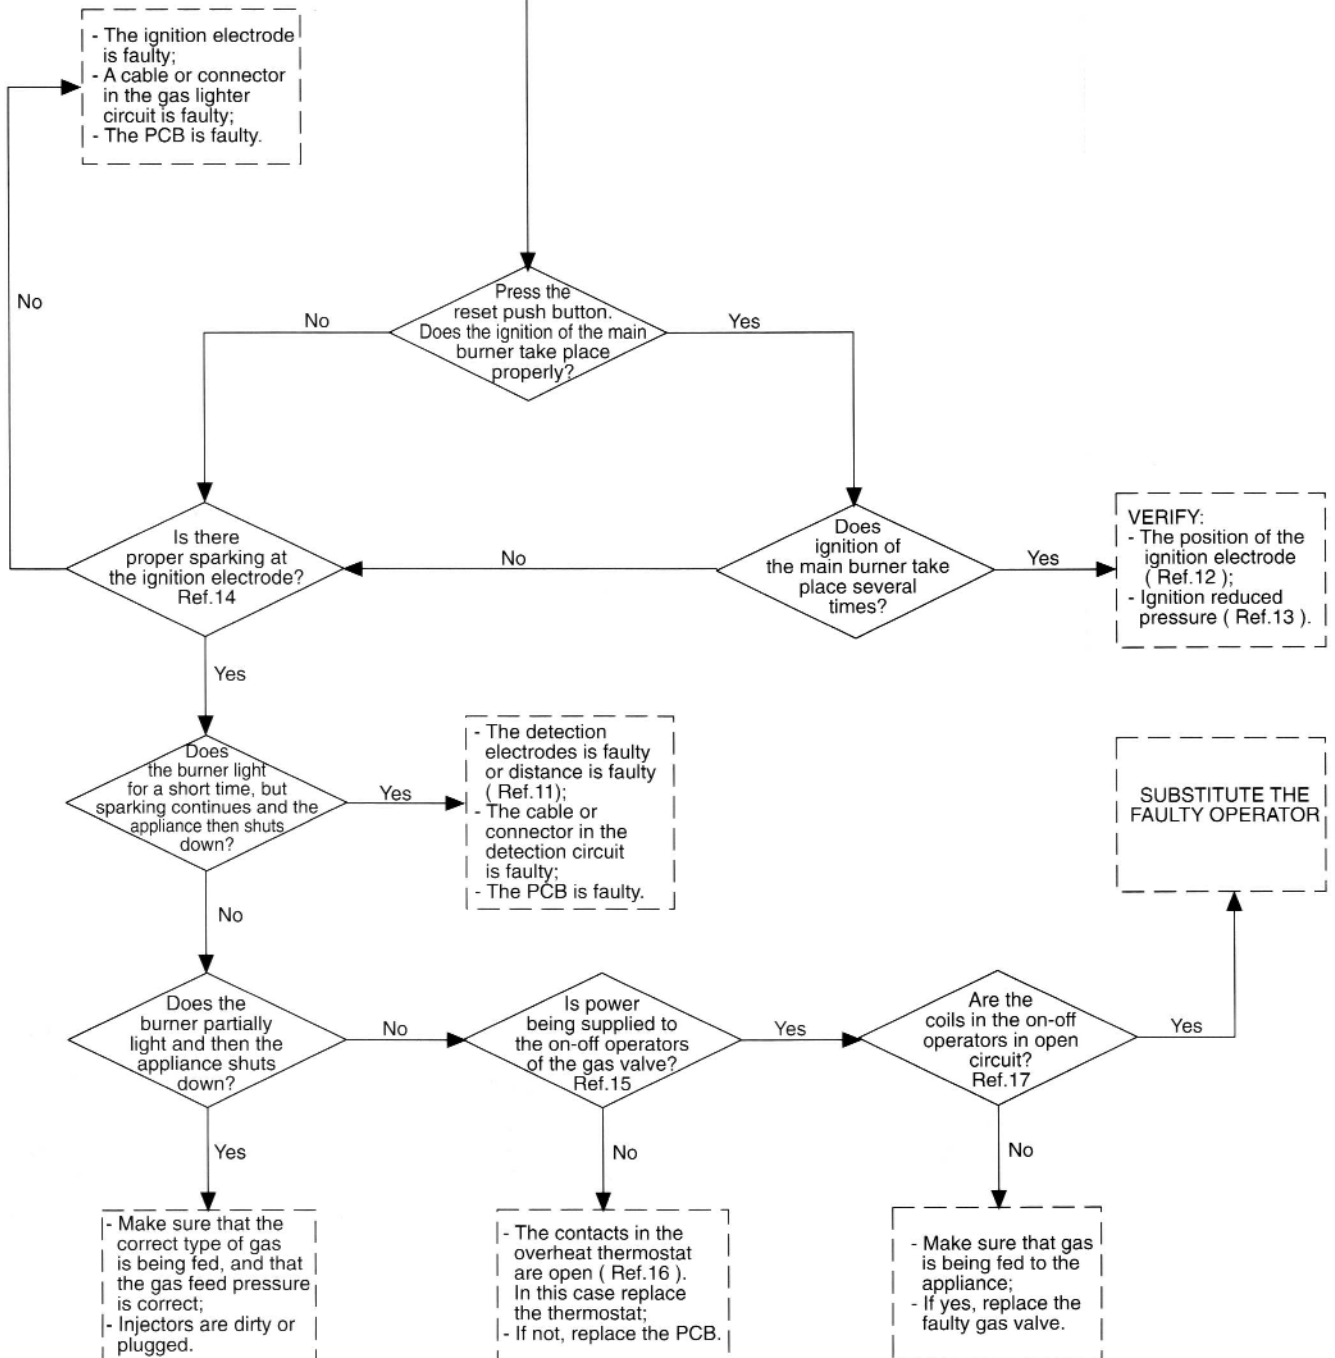 - The ignition electrode
is faulty;
- A cable or connector
in the gas lighter
circuit is faulty;
- The PCB is faulty.
No
Press the
reset push button.
Does the ignition of the main
burner take place
properly?
No
Yes
Is there
proper sparking at
the ignition electrode?
Ref.14
No
Does
ignition of
the main burner take
place several
times?
Yes
VERIFY:
- The position of the
ignition electrode
( Ref.12 );
- Ignition reduced
pressure ( Ref.13 ).
Yes
Does
the burner light
for a short time, but
sparking continues and the
appliance then shuts
down?
Yes
- The detection
electrodes is faulty
or distance is faulty
( Ref.11);
- The cable or
connector in the
detection circuit
is faulty;
- The PCB is faulty.
SUBSTITUTE THE
FAULTY OPERATOR
No
Does the
burner partially
light and then the
appliance shuts
down?
No
Is power
being supplied to
the on-off operators
of the gas valve?
Ref.15
Yes
Are the
coils in the on-off
operators in open
circuit?
Ref.17
Yes
Yes
No
No
- Make sure that the
correct type of gas
is being fed, and that
the gas feed pressure
is correct;
- Injectors are dirty or
plugged.
- The contacts in the
overheat thermostat
are open ( Ref.16 ).
In this case replace
the thermostat;
- If not, replace the PCB.
- Make sure that gas
is being fed to the
appliance;
- If yes, replace the
faulty gas valve.